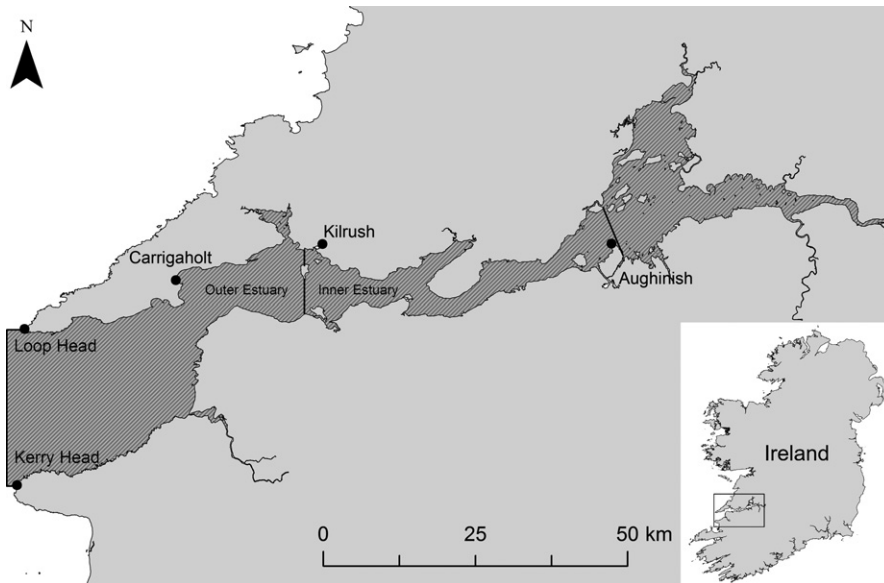 N
Kilrush
Carrigaholt
Outer Estuary
Inner Estuary
Aughinish
Loop Head
Kerry Head
Ireland
0 25 50 km